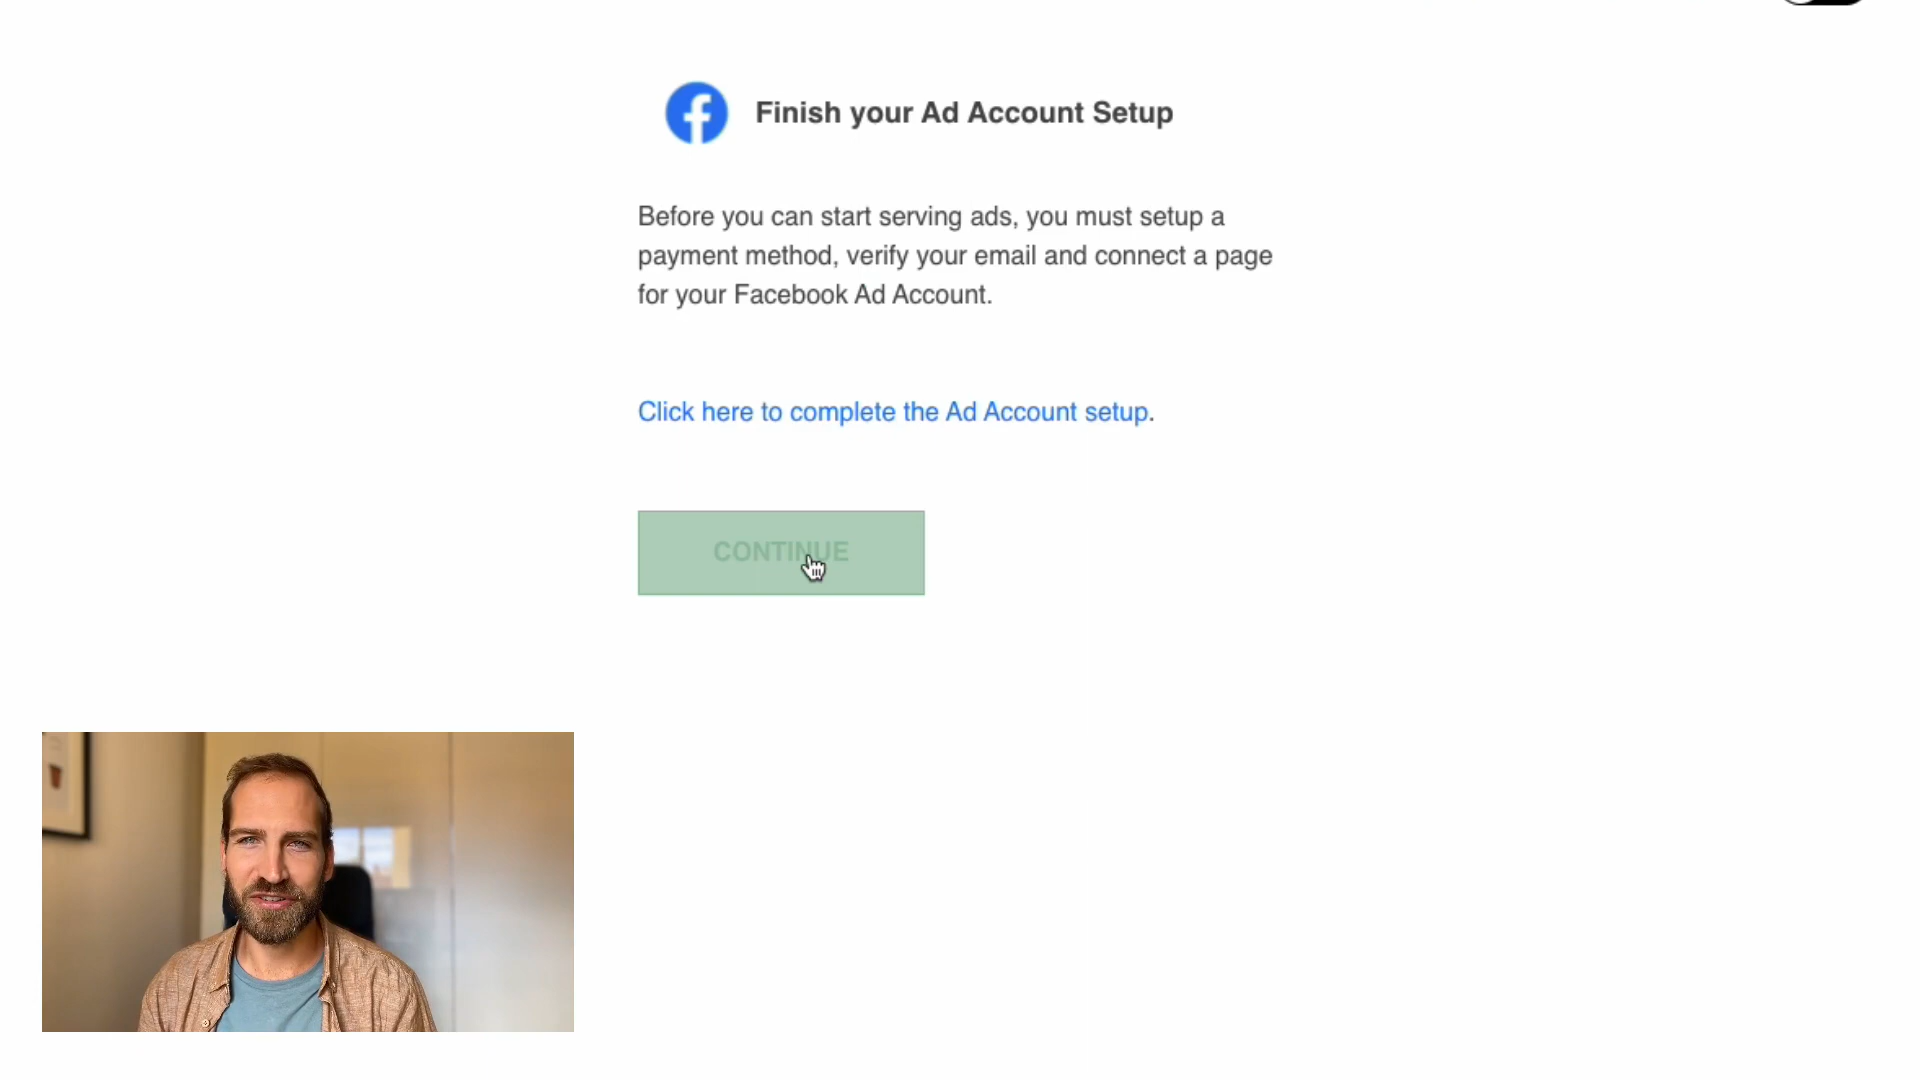 Finish your Ad Account Setup
Before you can start serving ads, you must setup a
payment method, verify your email and connect a page
for your Facebook Ad Account.
Click here to complete the Ad Account setup.
CONTINUE